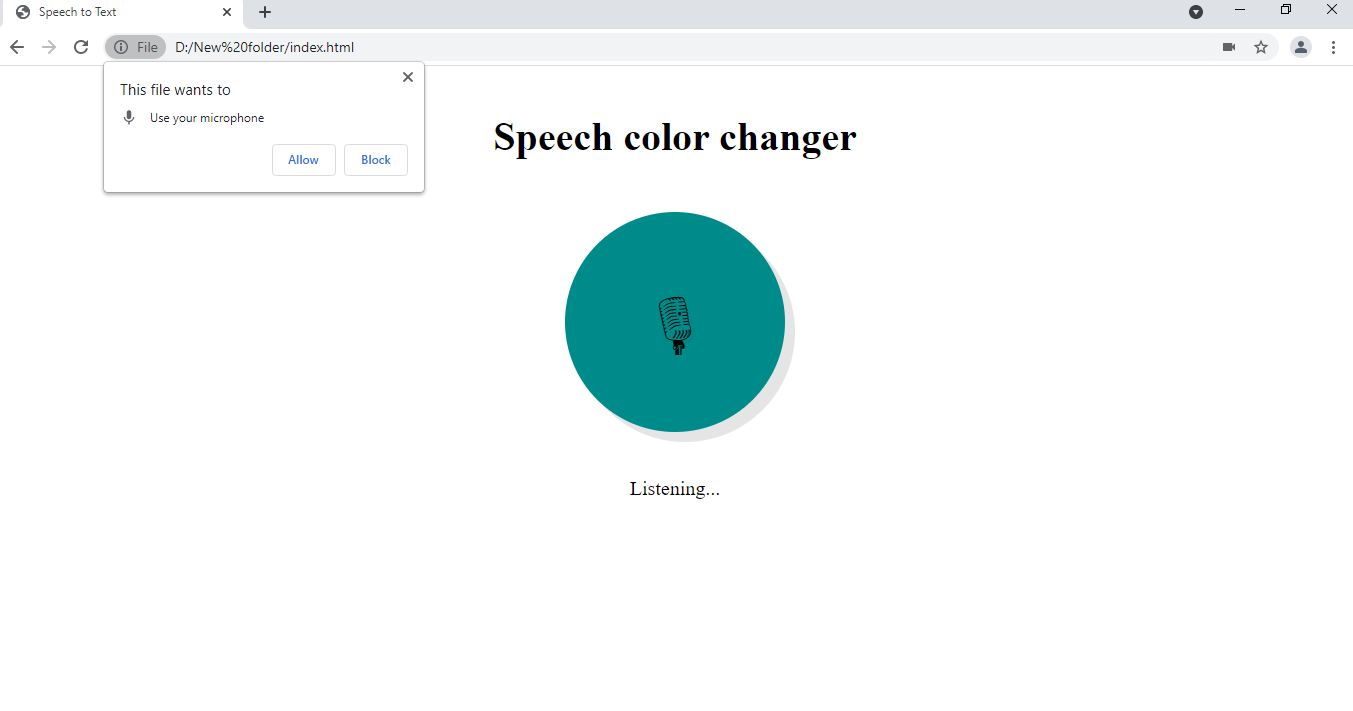 Speech to Text
File D:/New%20folder/index.html
This file wants to
Use your microphone
Allow Block
Speech color changer
Listening...